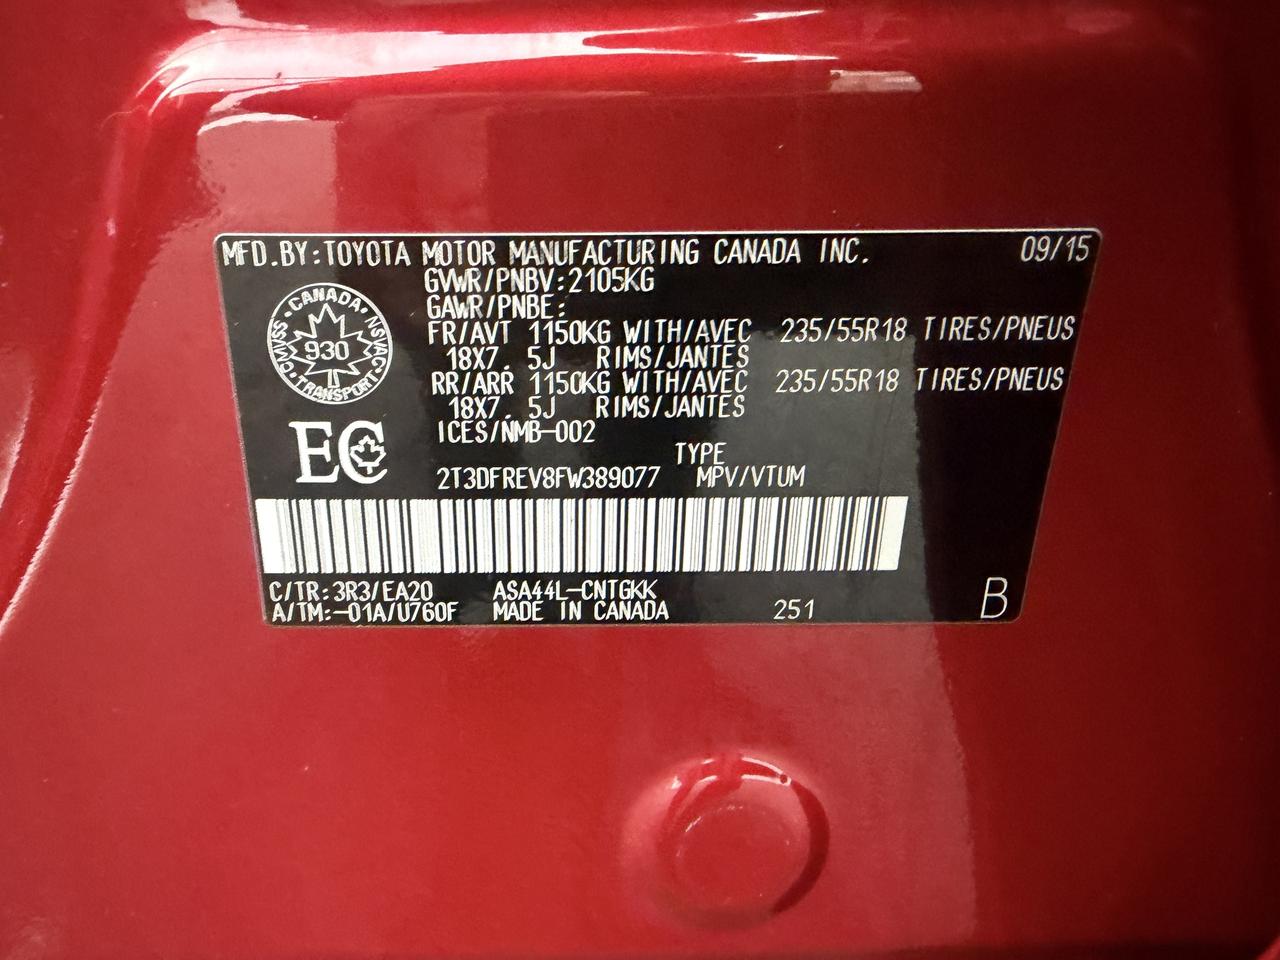 MFD.BY:TOYOTA MOTOR MANUFACTURING CANADA INC. 09/15
GVWR/PNBV:2105KG
GAWR/PNBE:
FR/AVT 1150KG WITH/AVEC 235/55R18 TIRES/PNEUS
18X7.5J RIMS/JANTES
RR/ARR 1150KG WITH/AVEC 235/55R18 TIRES/PNEUS
18X7.5J RIMS/JANTES
ICES/NMB-002
CANADA
CMVSS 930 NSVAC
TRANSPORT
EC
TYPE
2T3DFREV8FW389077 MPV/VTUM
C/TR:3R3/EA20 ASA44L-CNTGKK
A/TM:-01A/U760F MADE IN CANADA 251 B